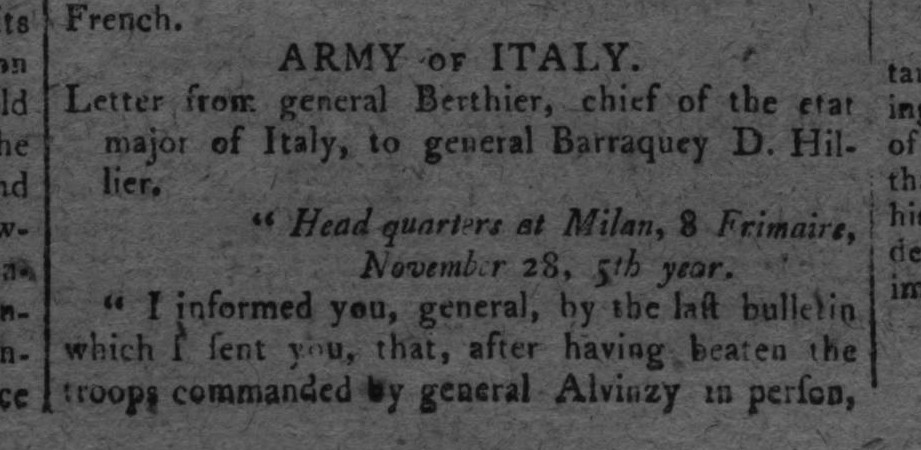 French.
ARMY OF ITALY.
Letter from general Berthier, chief of the etat
major of Italy, to general Barraquey D. Hil-
lier.
“ Head quarters at Milan, 8 Frimaire,
November 28, 5th year.
“ I informed you, general, by the laſt bulletin
which I ſent you, that, after having beaten the
troops commanded by general Alvinzy in perſon,